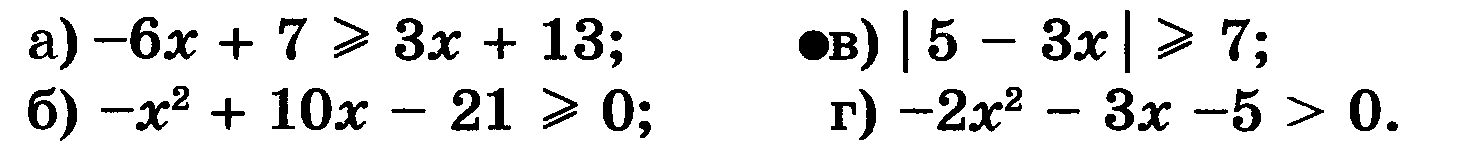 а) −6x + 7 ⩾ 3x + 13;
●в) |5 − 3x| ⩾ 7;
б) −x² + 10x − 21 ⩾ 0;
г) −2x² − 3x −5 > 0.